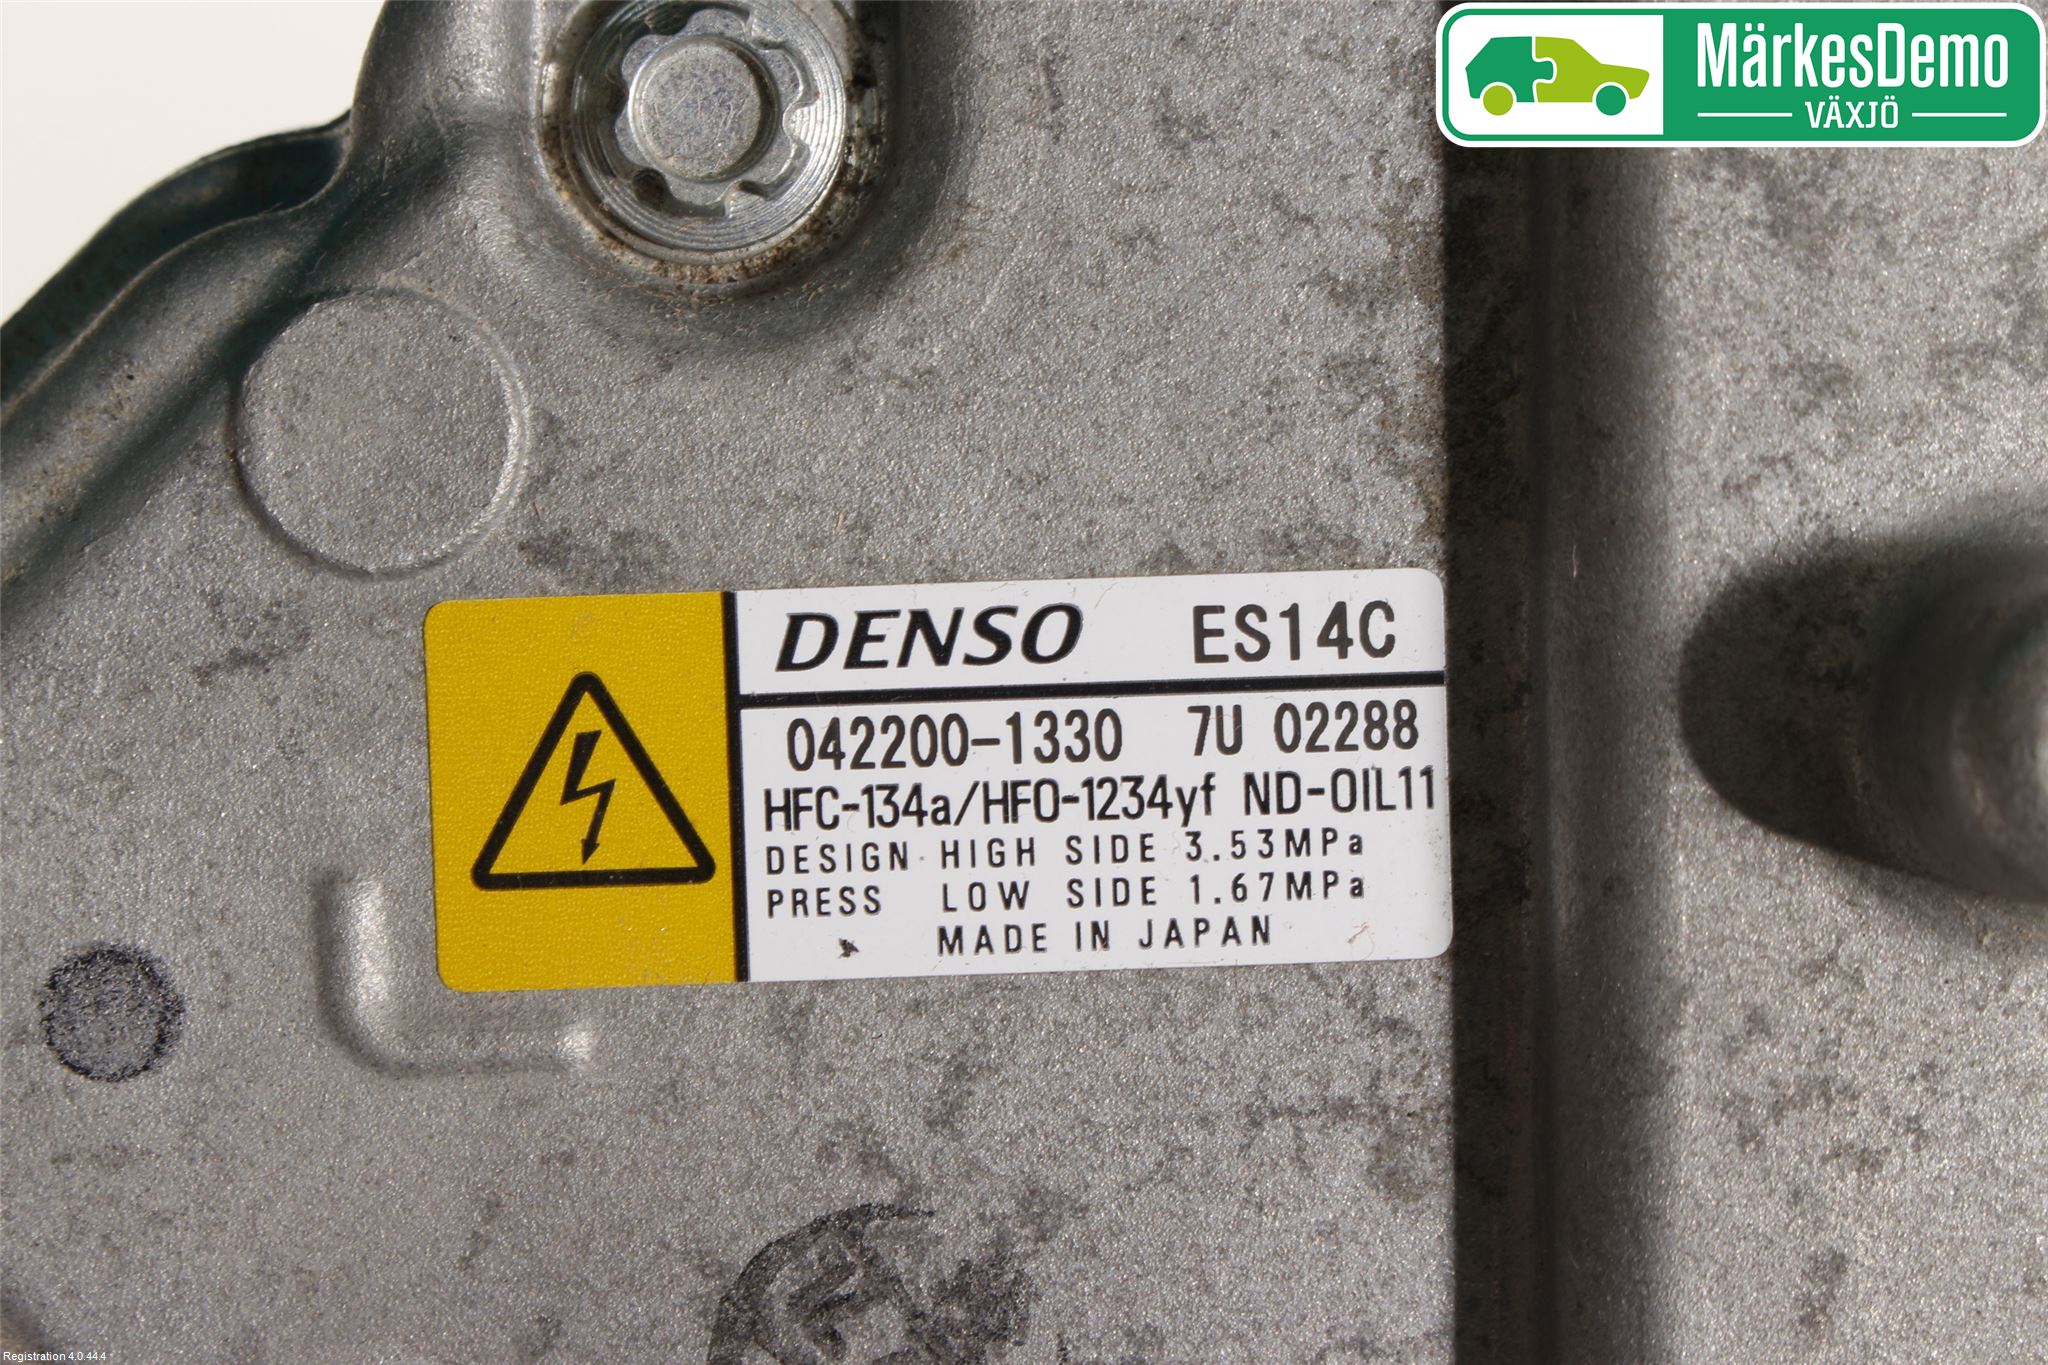 MärkesDemo
VÄXJÖ
DENSO ES14C
042200-1330 7U 02288
HFC-134a/HFO-1234yf ND-OIL11
DESIGN HIGH SIDE 3.53MPa
PRESS LOW SIDE 1.67MPa
MADE IN JAPAN
Registration 4.0.44.4